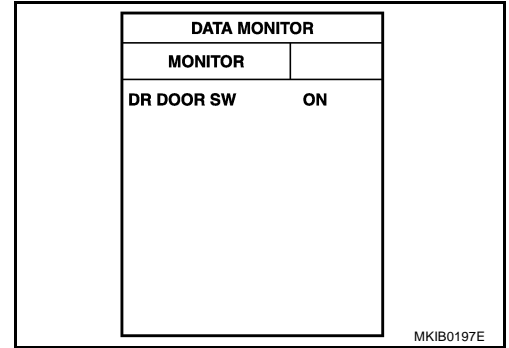 DATA MONITOR
MONITOR
DR DOOR SW ON
MKIB0197E